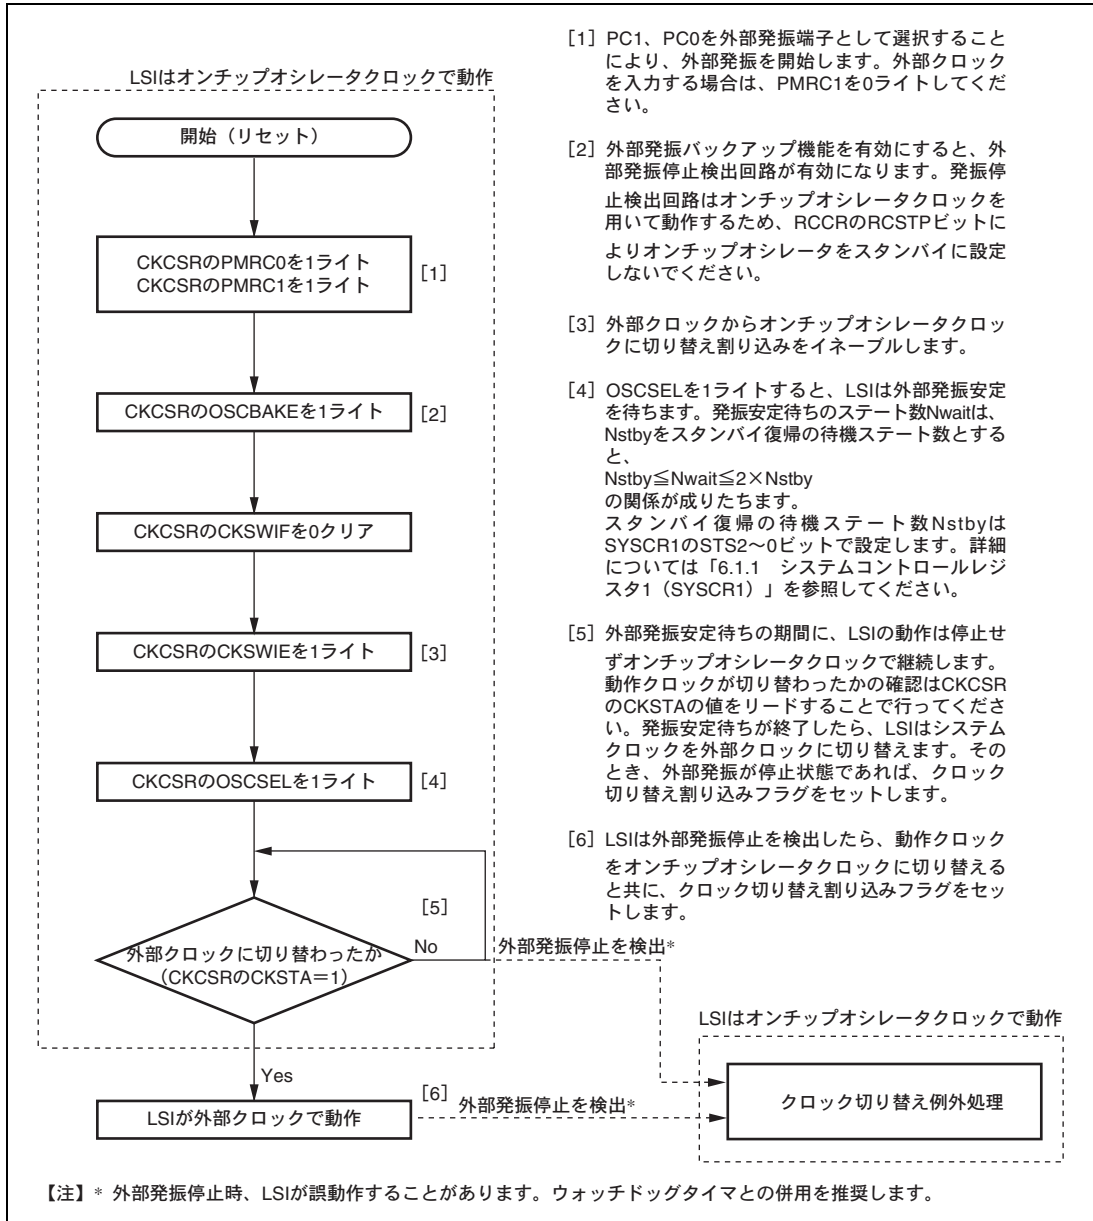 LSIはオンチップオシレータクロックで動作
開始（リセット）
CKCSRのPMRC0を1ライト
CKCSRのPMRC1を1ライト
[1]
CKCSRのOSCBAKEを1ライト
[2]
CKCSRのCKSWIFを0クリア
CKCSRのCKSWIEを1ライト
[3]
CKCSRのOSCSELを1ライト
[4]
[5]
外部クロックに切り替わったか
（CKCSRのCKSTA＝1）
No
外部発振停止を検出*
Yes
LSIが外部クロックで動作
[6]
外部発振停止を検出*
LSIはオンチップオシレータクロックで動作
クロック切り替え例外処理
[1] PC1、PC0を外部発振端子として選択すること
により、外部発振を開始します。外部クロック
を入力する場合は、PMRC1を0ライトしてくだ
さい。
[2] 外部発振バックアップ機能を有効にすると、外
部発振停止検出回路が有効になります。発振停
止検出回路はオンチップオシレータクロックを
用いて動作するため、RCCRのRCSTPビットに
よりオンチップオシレータをスタンバイに設定
しないでください。
[3] 外部クロックからオンチップオシレータクロッ
クに切り替え割り込みをイネーブルします。
[4] OSCSELを1ライトすると、LSIは外部発振安定
を待ちます。発振安定待ちのステート数Nwaitは、
Nstbyをスタンバイ復帰の待機ステート数とする
と、
Nstby≦Nwait≦2×Nstby
の関係が成りたちます。
スタンバイ復帰の待機ステート数Nstbyは
SYSCR1のSTS2〜0ビットで設定します。詳細
については「6.1.1　システムコントロールレジ
スタ1（SYSCR1）」を参照してください。
[5] 外部発振安定待ちの期間に、LSIの動作は停止せ
ずオンチップオシレータクロックで継続します。
動作クロックが切り替わったかの確認はCKCSR
のCKSTAの値をリードすることで行ってくださ
い。発振安定待ちが終了したら、LSIはシステム
クロックを外部クロックに切り替えます。その
とき、外部発振が停止状態であれば、クロック
切り替え割り込みフラグをセットします。
[6] LSIは外部発振停止を検出したら、動作クロック
をオンチップオシレータクロックに切り替える
と共に、クロック切り替え割り込みフラグをセッ
トします。
【注】* 外部発振停止時、LSIが誤動作することがあります。ウォッチドッグタイマとの併用を推奨します。